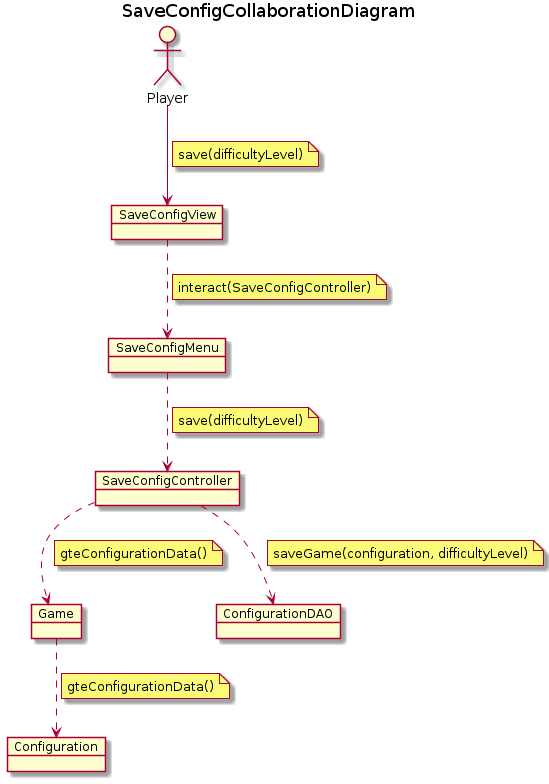 SaveConfigCollaborationDiagram
Player
save(difficultyLevel)
SaveConfigView
interact(SaveConfigController)
SaveConfigMenu
save(difficultyLevel)
SaveConfigController
gteConfigurationData()
saveGame(configuration, difficultyLevel)
Game
ConfigurationDAO
gteConfigurationData()
Configuration